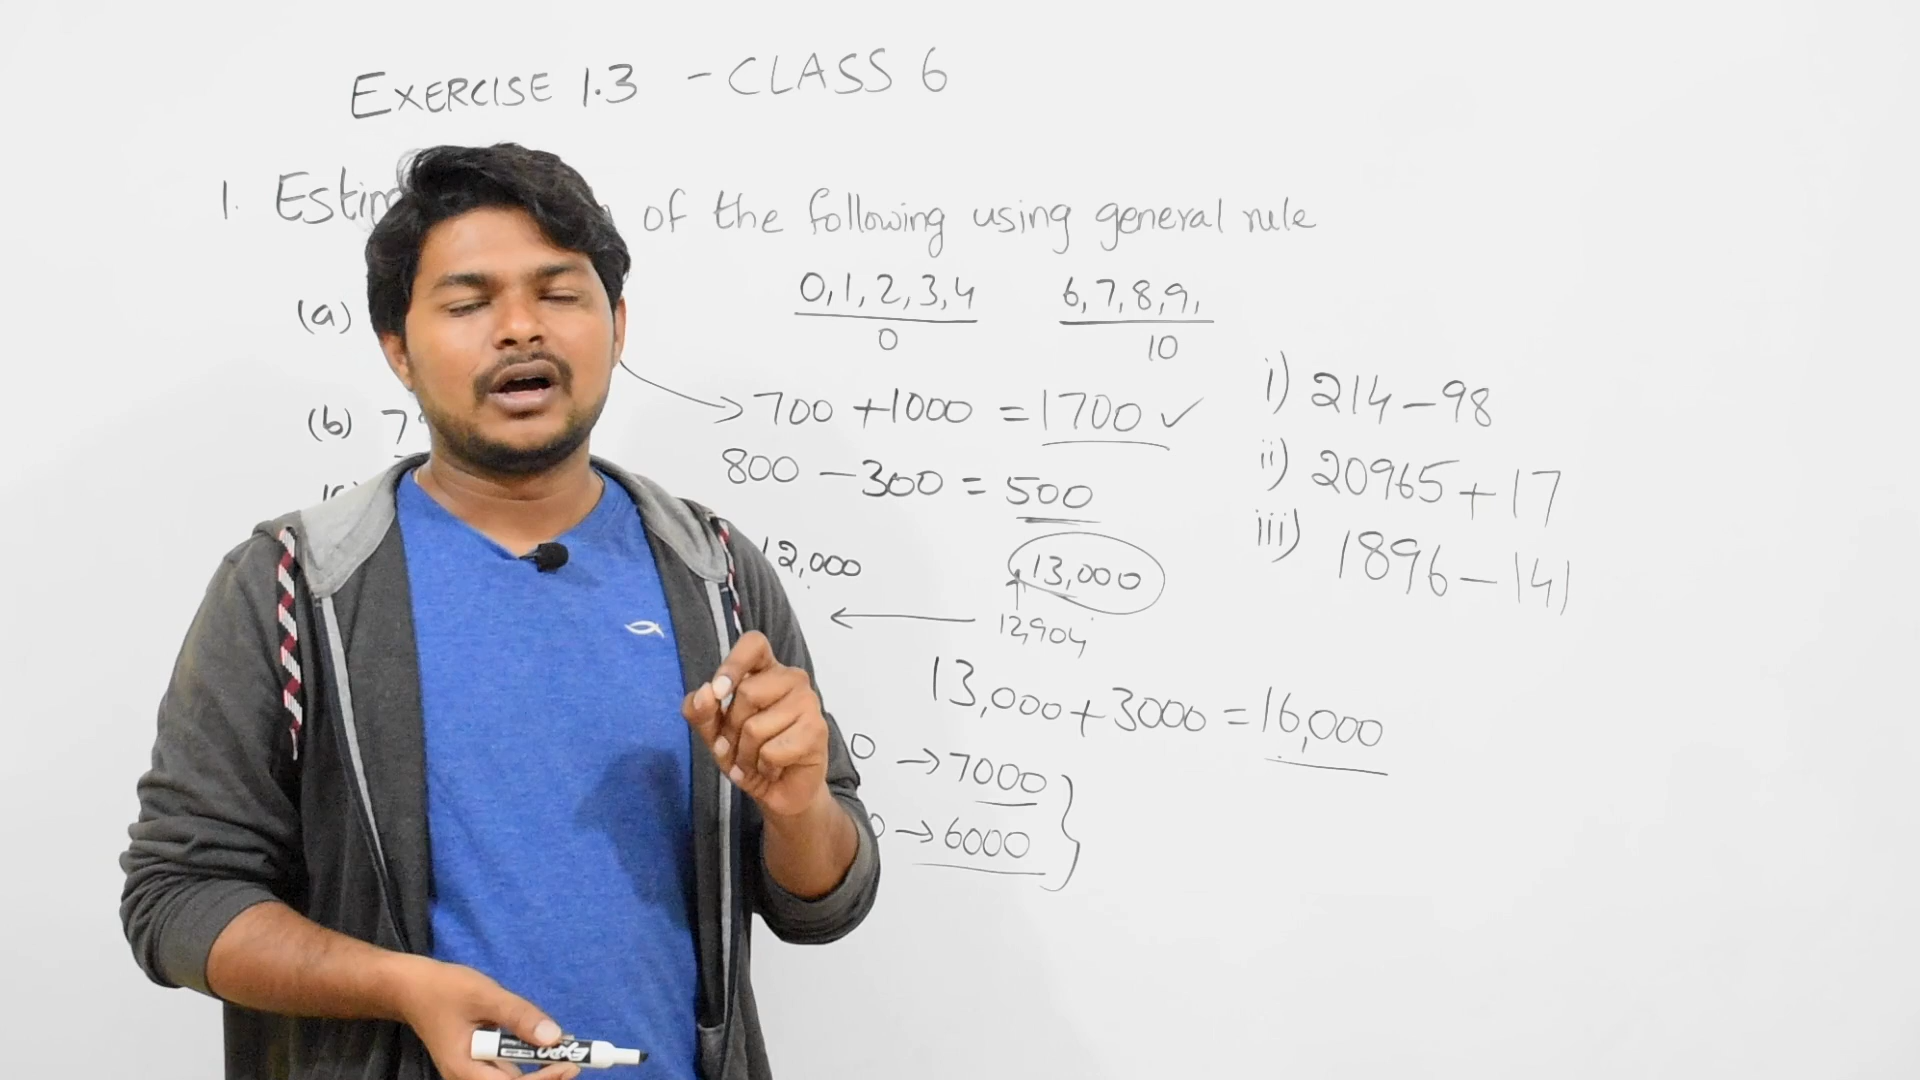 EXERCISE 1.3 - CLASS 6
1. of the following using general rule
(a)
0,1,2,3,4
0
6,7,8,9,
10
(b) 7
700 + 1000 = 1700 ✓
800 - 300 = 500
12,000
13,000
12,904
13,000 + 3000 = 16,000
0 → 7000
0 → 6000
i) 214 - 98
ii) 20965 + 17
iii) 1896 - 141
EXPO